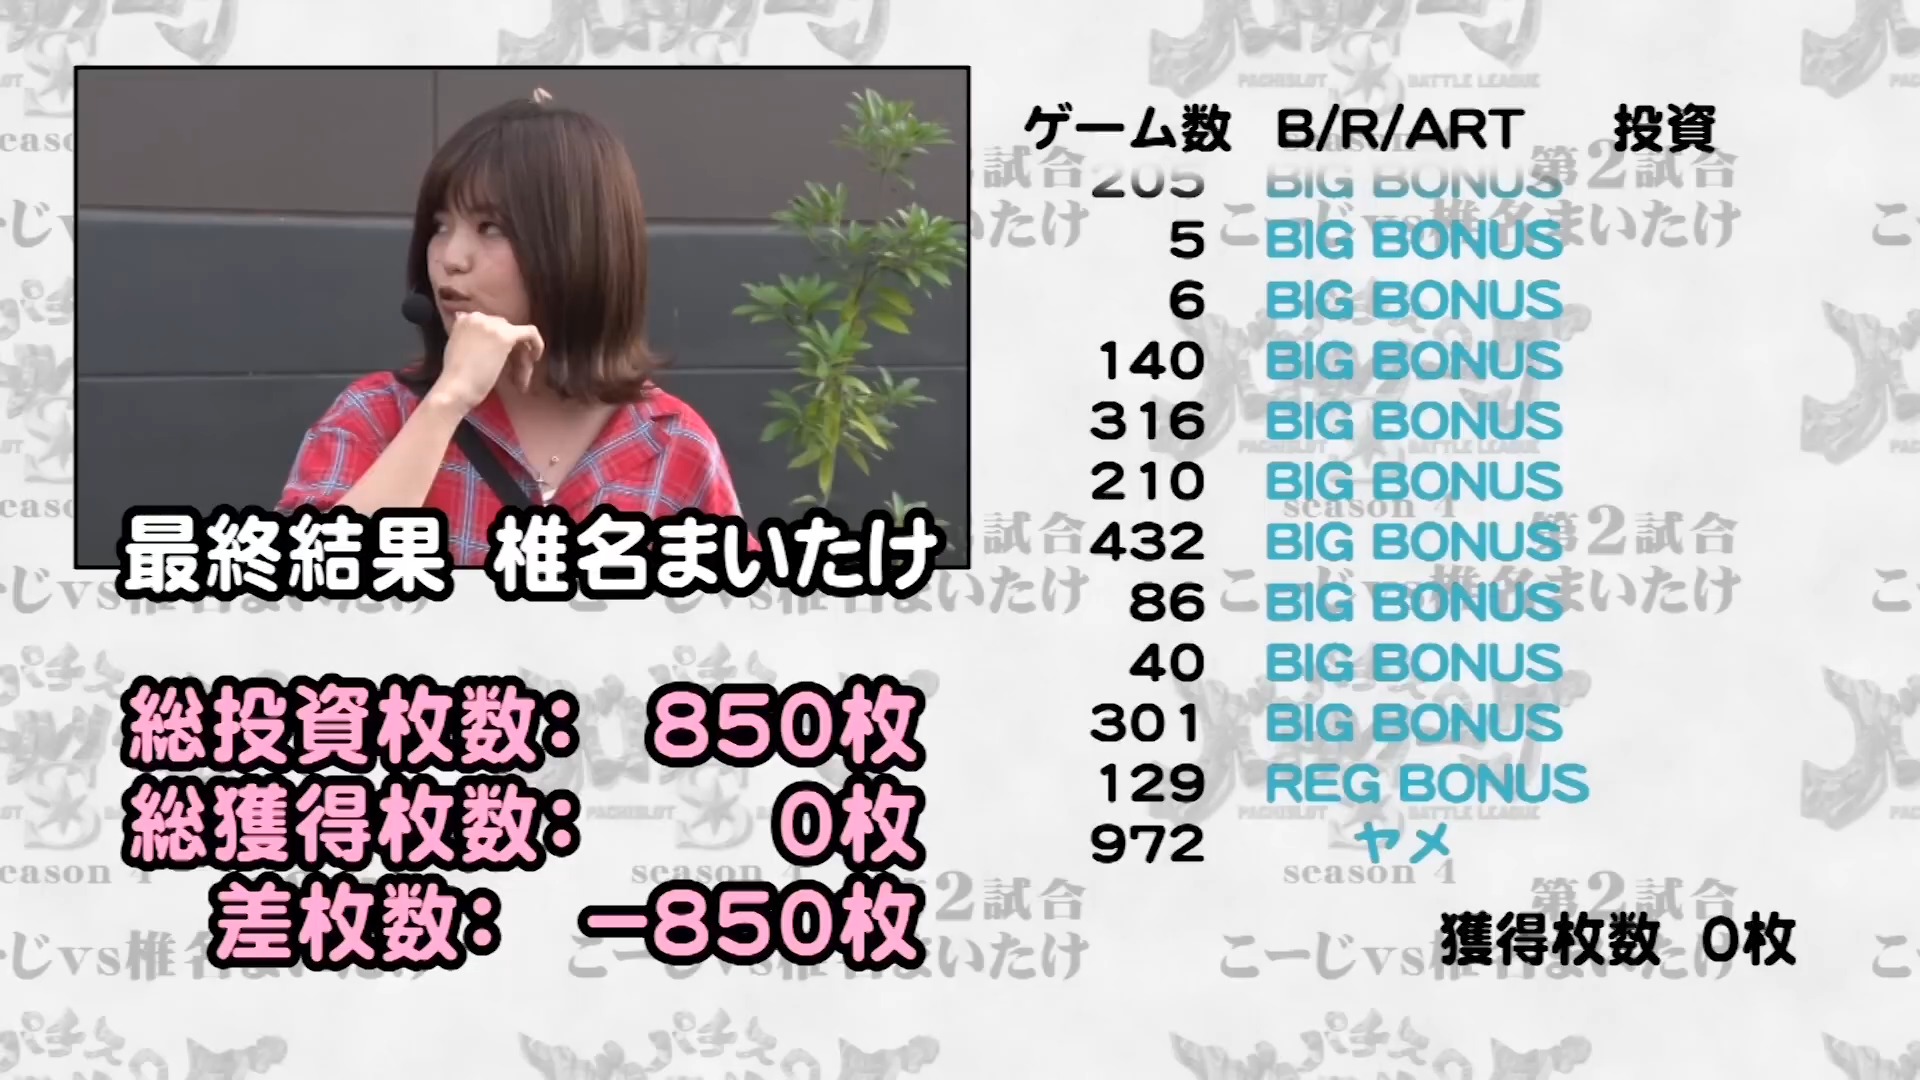 ゲーム数 B/R/ART 投資
205 BIG BONUS
5 BIG BONUS
6 BIG BONUS
140 BIG BONUS
316 BIG BONUS
210 BIG BONUS
432 BIG BONUS
86 BIG BONUS
40 BIG BONUS
301 BIG BONUS
129 REG BONUS
972 ヤメ
獲得枚数 0枚
最終結果 椎名まいたけ
総投資枚数： 850枚
総獲得枚数： 0枚
差枚数： −850枚
PACHISLOT BATTLE LEAGUE
season 4
第2試合
こーじvs椎名まいたけ